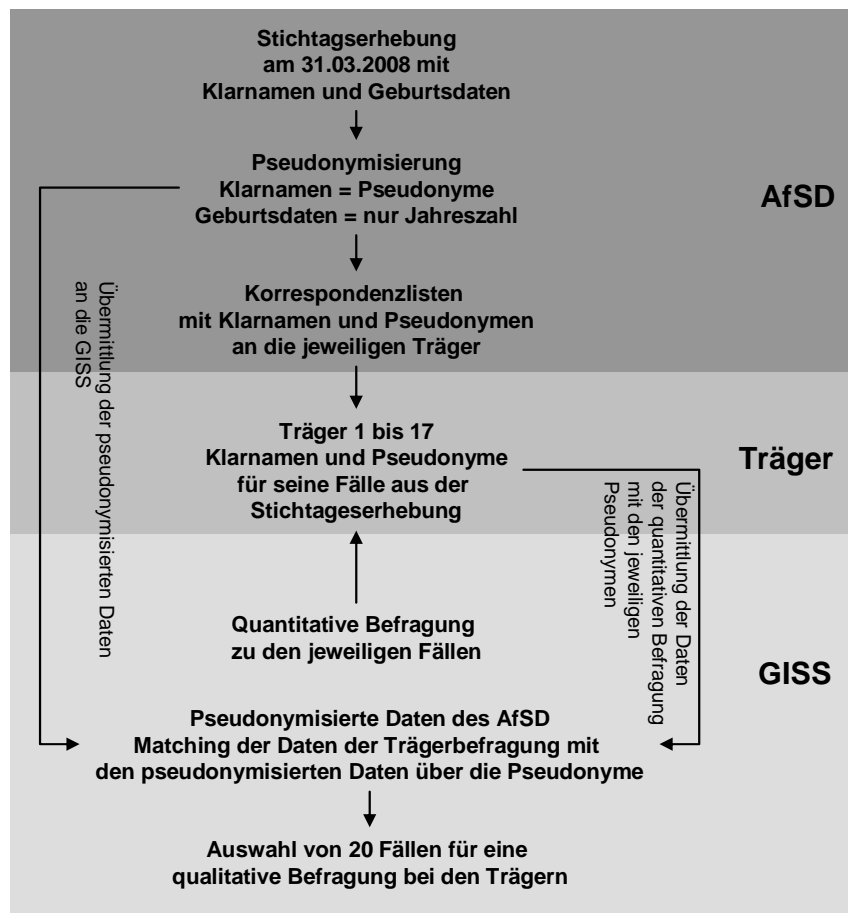 Stichtagserhebung
am 31.03.2008 mit
Klarnamen und Geburtsdaten
Pseudonymisierung
Klarnamen = Pseudonyme
Geburtsdaten = nur Jahreszahl
AfSD
Korrespondenzlisten
mit Klarnamen und Pseudonymen
an die jeweiligen Träger
Übermittlung der pseudonymisierten Daten
an die GISS
Träger 1 bis 17
Klarnamen und Pseudonyme
für seine Fälle aus der
Stichtageserhebung
Träger
Übermittlung der Daten
der quantitativen Befragung
mit den jeweiligen
Pseudonymen
Quantitative Befragung
zu den jeweiligen Fällen
GISS
Pseudonymisierte Daten des AfSD
Matching der Daten der Trägerbefragung mit
den pseudonymisierten Daten über die Pseudonyme
Auswahl von 20 Fällen für eine
qualitative Befragung bei den Trägern